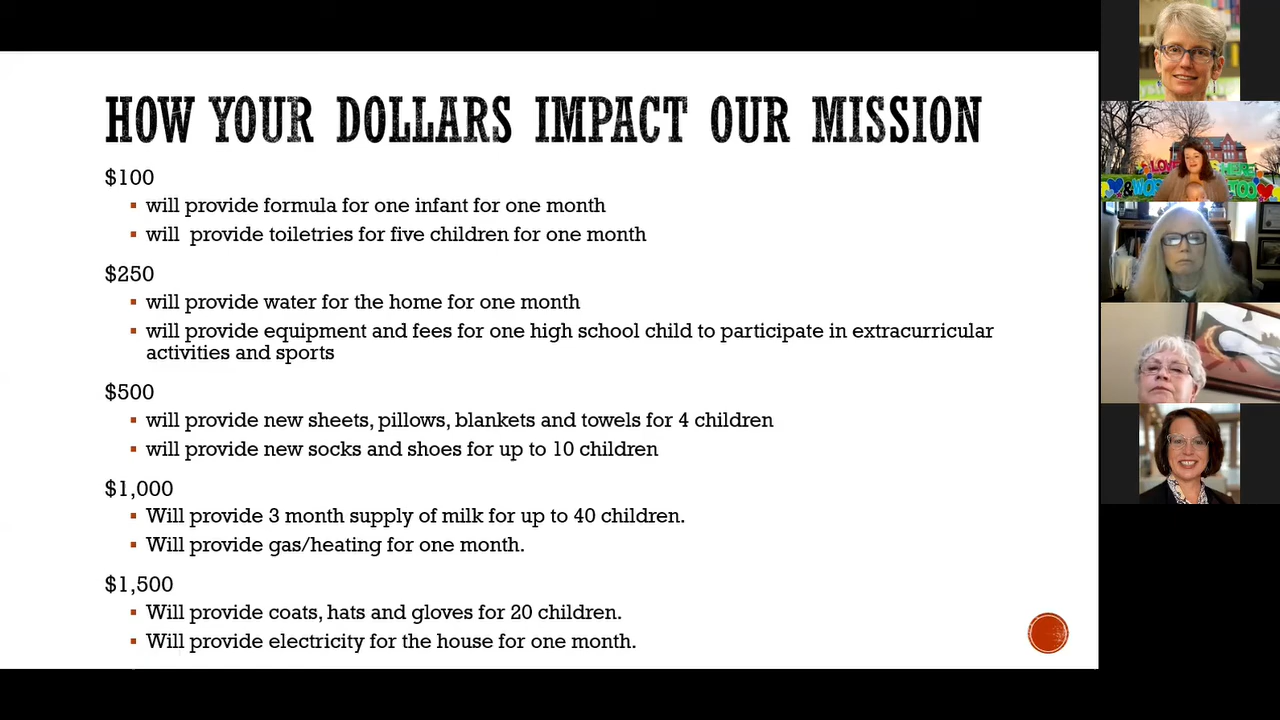 HOW YOUR DOLLARS IMPACT OUR MISSION
$100
▪ will provide formula for one infant for one month
▪ will  provide toiletries for five children for one month
$250
▪ will provide water for the home for one month
▪ will provide equipment and fees for one high school child to participate in extracurricular
activities and sports
$500
▪ will provide new sheets, pillows, blankets and towels for 4 children
▪ will provide new socks and shoes for up to 10 children
$1,000
▪ Will provide 3 month supply of milk for up to 40 children.
▪ Will provide gas/heating for one month.
$1,500
▪ Will provide coats, hats and gloves for 20 children.
▪ Will provide electricity for the house for one month.
TOO